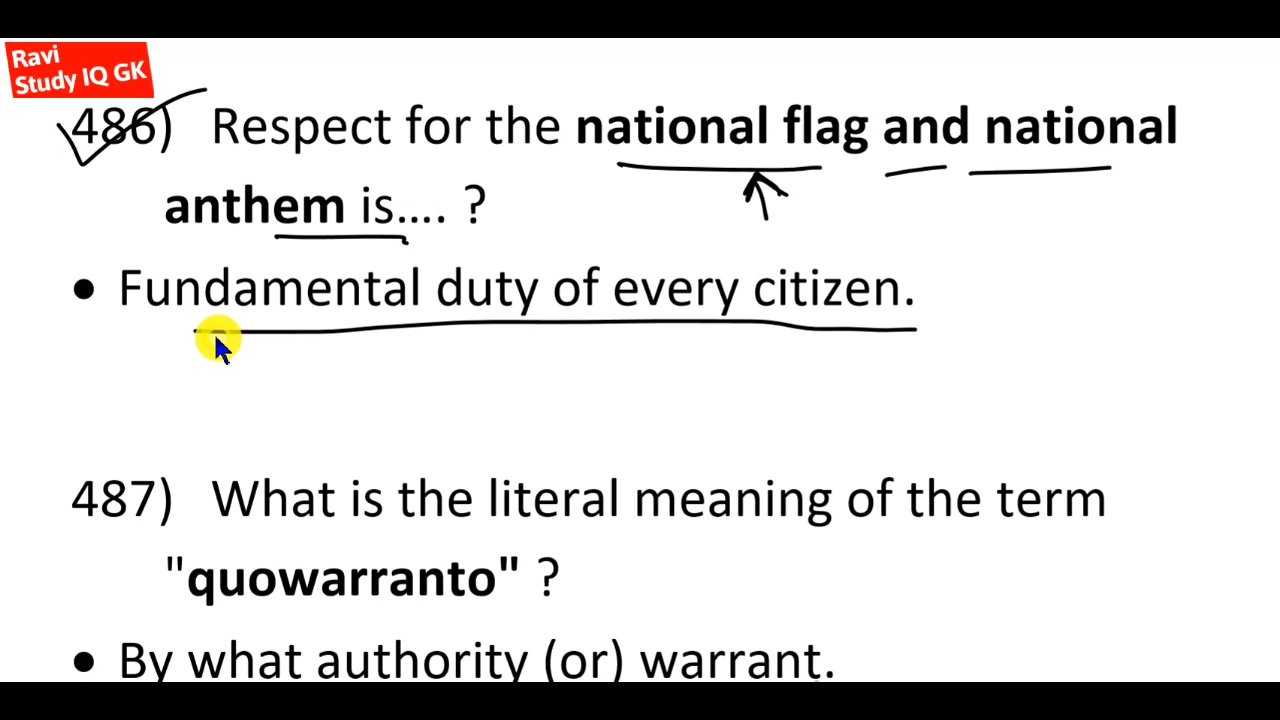 Ravi
Study IQ GK
486) Respect for the national flag and national
anthem is.... ?
• Fundamental duty of every citizen.
487) What is the literal meaning of the term
"quowarranto" ?
• By what authority (or) warrant.